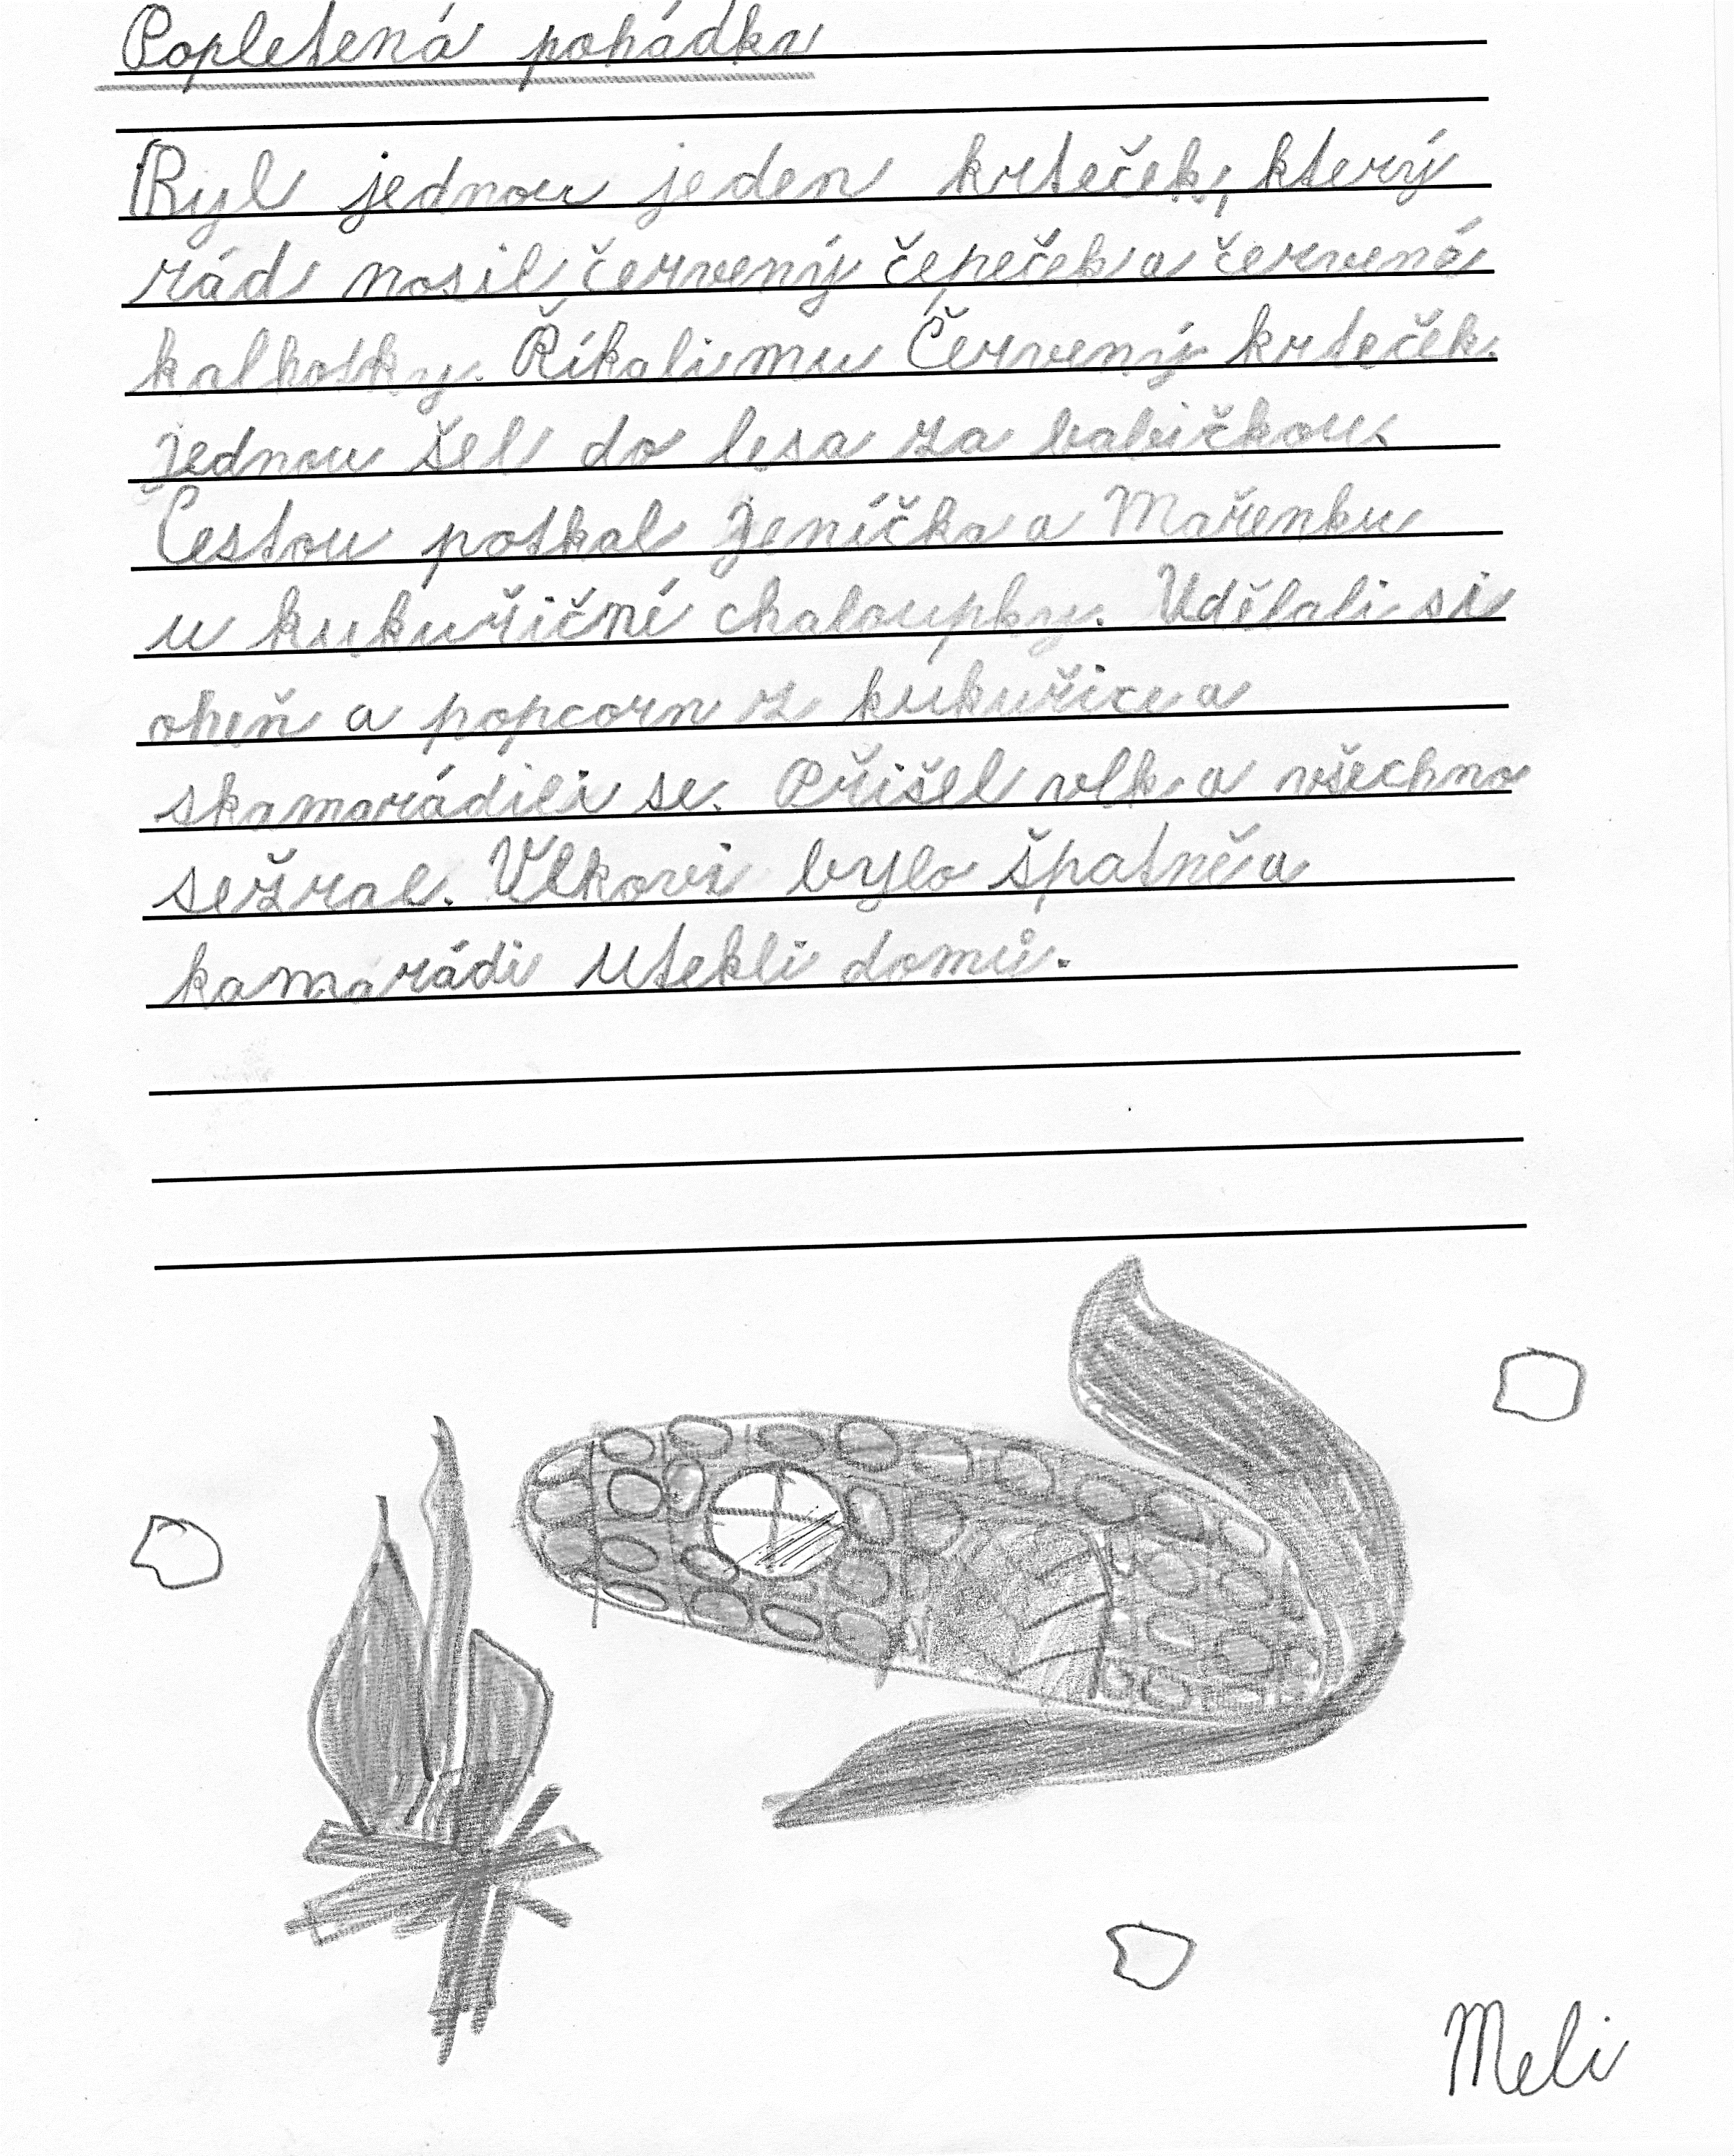 Popletená pohádka
Ryl jednou jeden krteček, který
rád nosil červený čepeček a červené
kalhotky. Říkali mu Červený krteček.
Jednou šel do lesa za babičkou.
Cestou potkal Jeníčka a Mařenku
u kukuřičné chaloupky. Udělali si
oheň a popcorn z kukuřice a
skamarádili se. Přišel vlk a všechno
sežral. Vlkovi bylo špatně a
kamarádi utekli domů.
Meli